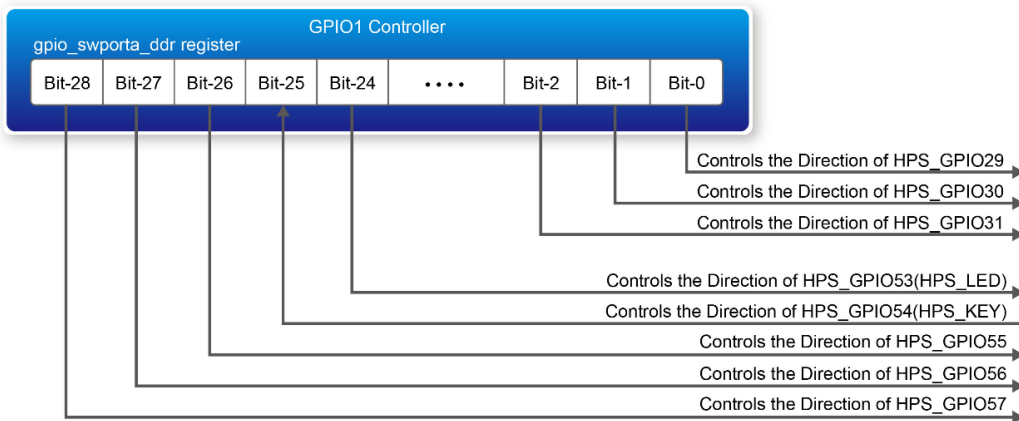 GPIO1 Controller
gpio_swporta_ddr register
Bit-28 Bit-27 Bit-26 Bit-25 Bit-24 •••• Bit-2 Bit-1 Bit-0
Controls the Direction of HPS_GPIO29
Controls the Direction of HPS_GPIO30
Controls the Direction of HPS_GPIO31
Controls the Direction of HPS_GPIO53(HPS_LED)
Controls the Direction of HPS_GPIO54(HPS_KEY)
Controls the Direction of HPS_GPIO55
Controls the Direction of HPS_GPIO56
Controls the Direction of HPS_GPIO57